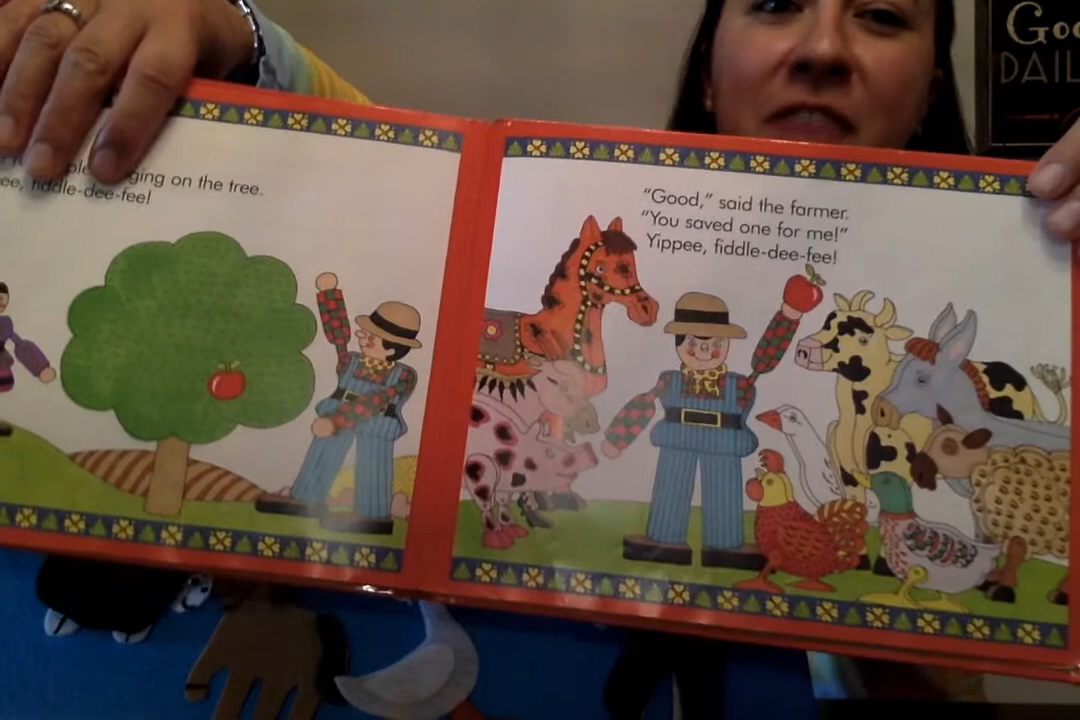 ging on the tree.
ee, fiddle-dee-fee!
"Good," said the farmer.
"You saved one for me!"
Yippee, fiddle-dee-fee!
Goo
DAIL